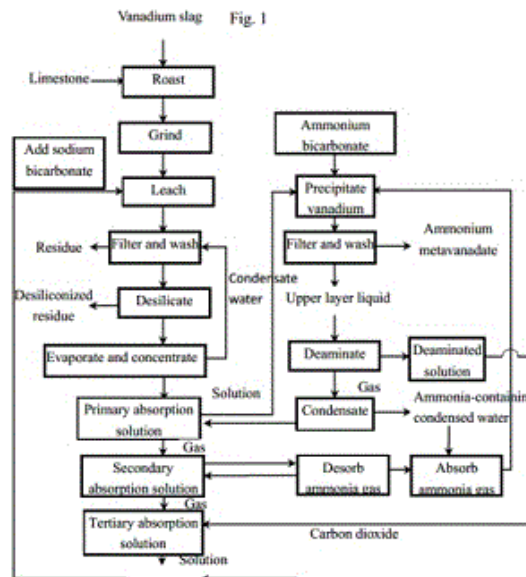 Vanadium slag
Fig. 1
Limestone
Roast
Grind
Ammonium
bicarbonate
Add sodium
bicarbonate
Leach
Precipitate
vanadium
Residue
Filter and wash
Filter and wash
Ammonium
metavanadate
Condensate
water
Desiliconized
residue
Desilicate
Upper layer liquid
Evaporate and concentrate
Deaminate
Deaminated
solution
Gas
Solution
Primary absorption
solution
Condensate
Ammonia-containin
condensed water
Gas
Secondary
absorption solution
Desorb
ammonia gas
Absorb
ammonia gas
Gas
Tertiary absorption
solution
Carbon dioxide
Solution